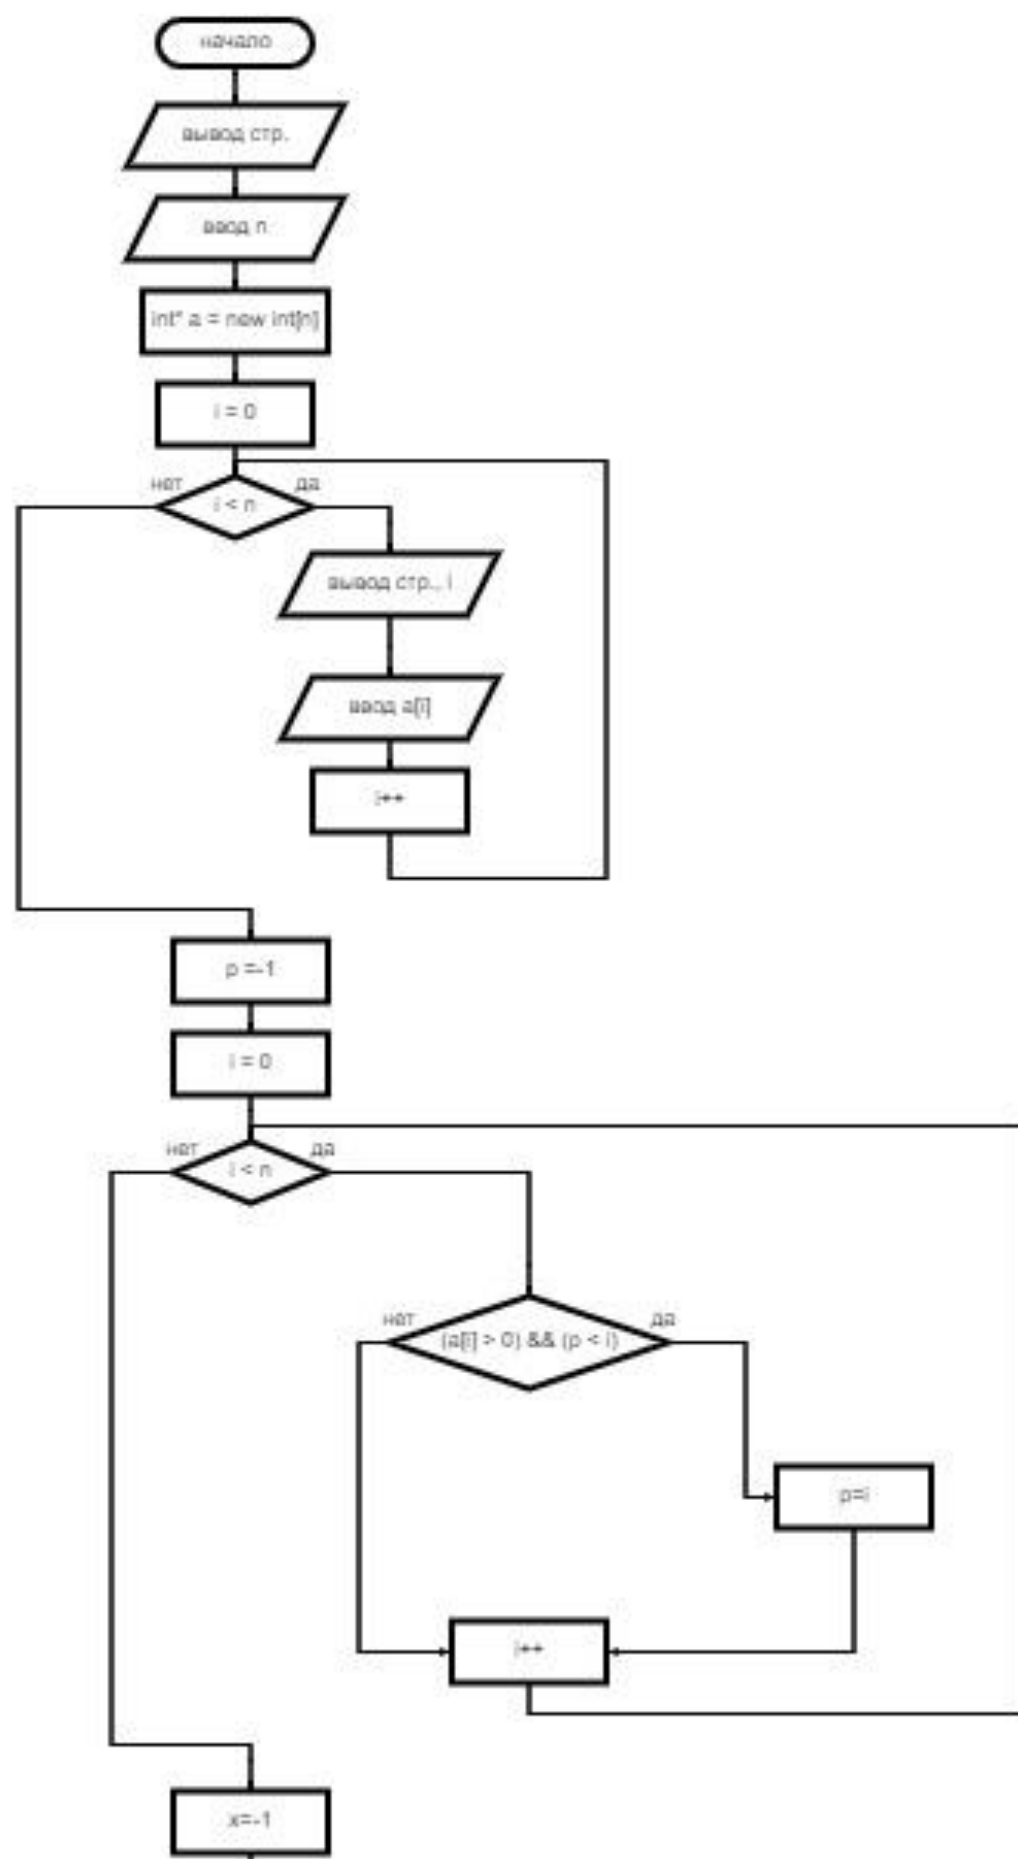 начало
вывод стр.
ввод n
int* a = new int[n]
i = 0
нет
да
i < n
вывод стр., i
ввод a[i]
i++
p =-1
i = 0
нет
да
i < n
нет
да
(a[i] > 0) && (p < i)
p=i
i++
x=-1